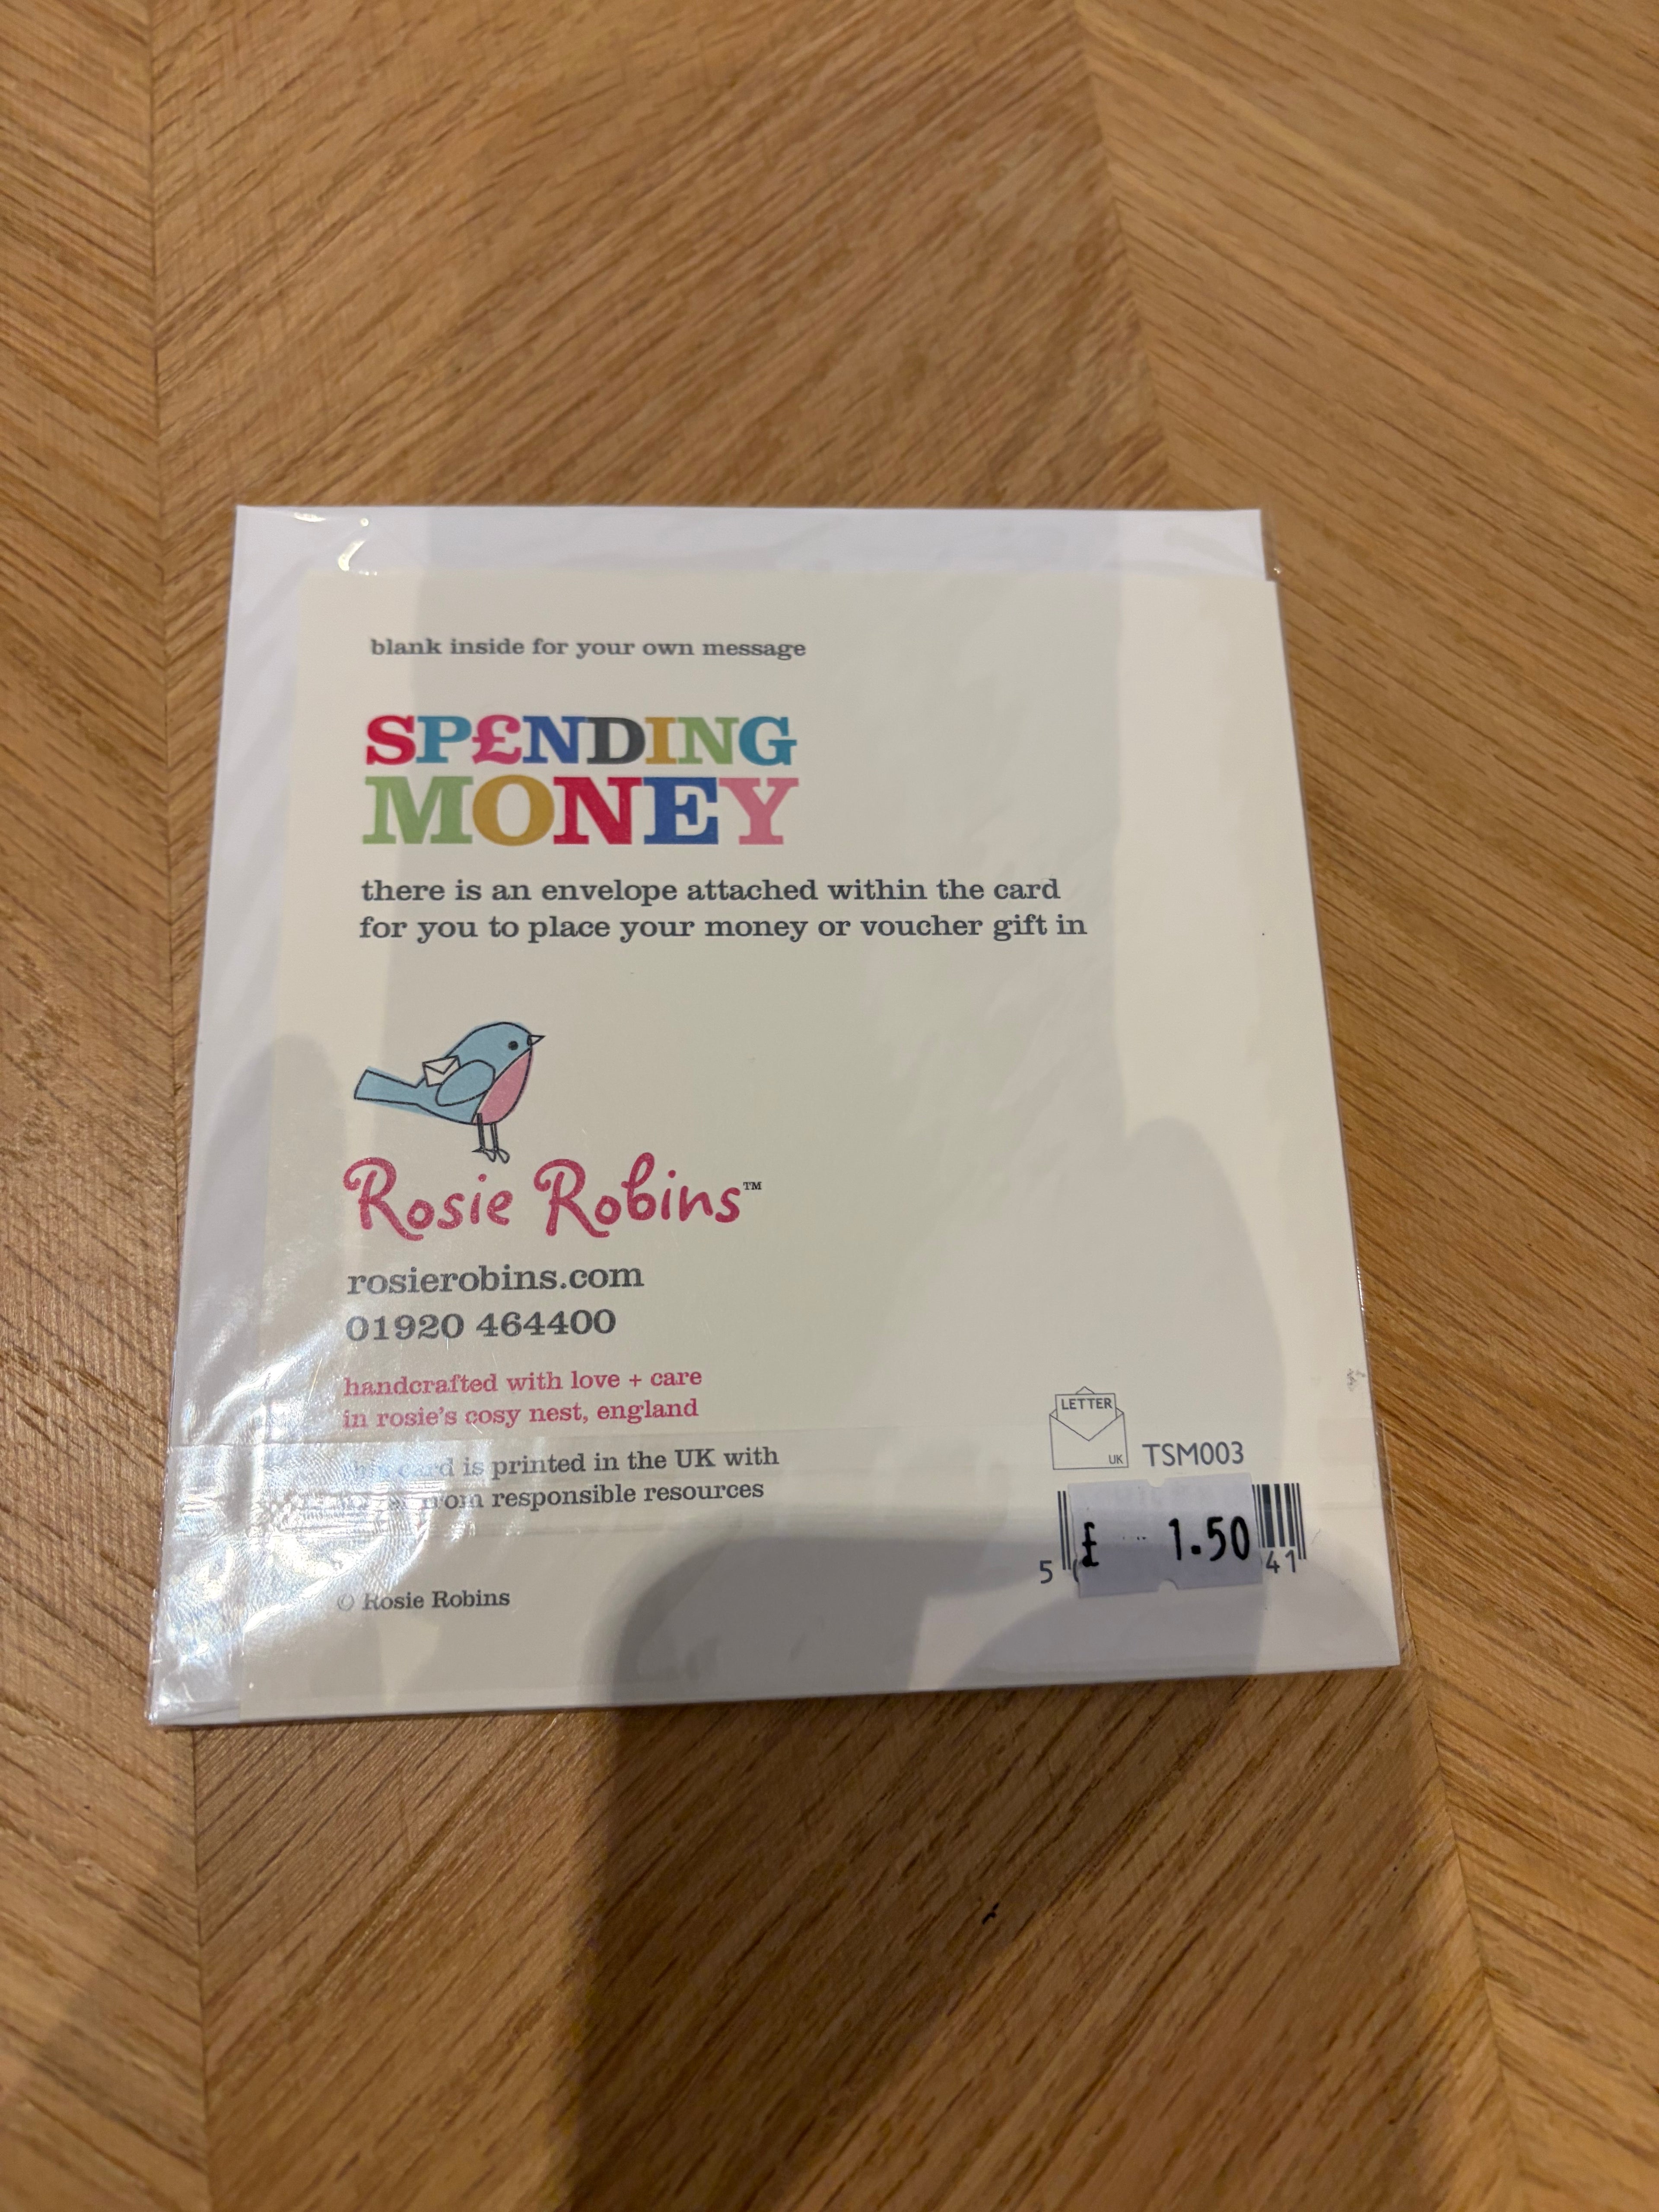 blank inside for your own message
SP£NDING
MONEY
there is an envelope attached within the card
for you to place your money or voucher gift in
Rosie Robins™
rosierobins.com
01920 464400
handcrafted with love + care
in rosie's cosy nest, england
card is printed in the UK with
from responsible resources
© Rosie Robins
LETTER
UK
TSM003
£ 1.50
5
41